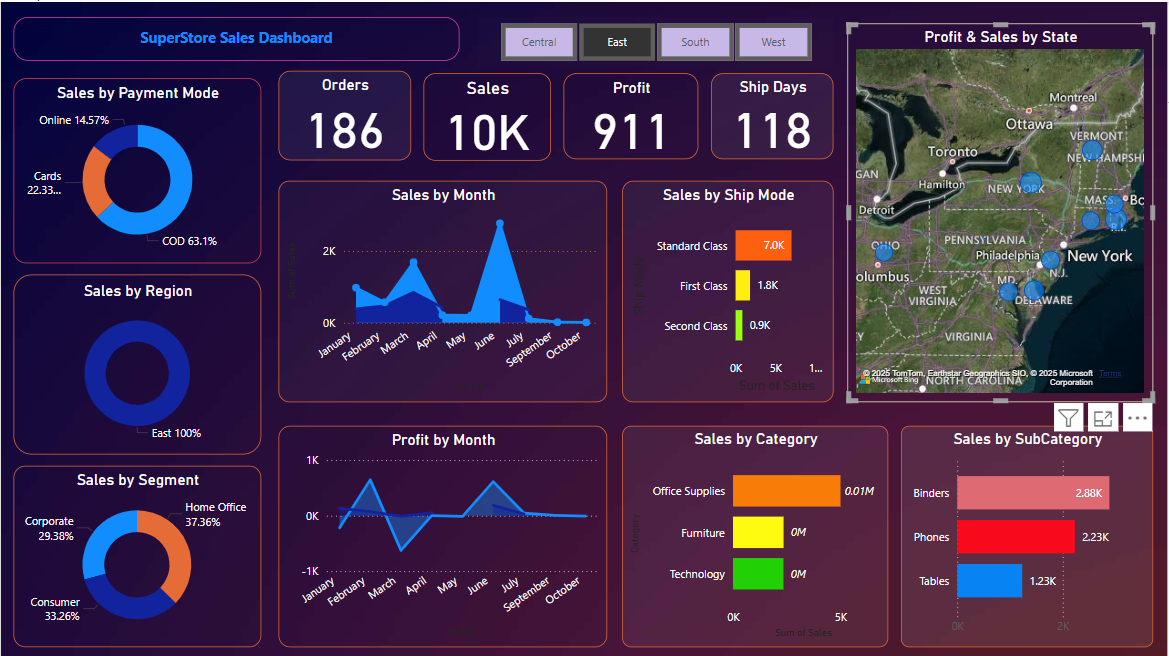 SuperStore Sales Dashboard
Central
East
South
West
Sales by Payment Mode
Online 14.57%
Cards
22.33...
COD 63.1%
Orders
186
Sales
10K
Profit
911
Ship Days
118
Profit & Sales by State
Montreal
Ottawa
VERMONT
Toronto
NEW HAMPSHI
GAN
Hamilton
NEW YORK
MASS.
Bo
Detroit
R.I.
OHIO
PENNSYLVANIA
New York
Philadelphia
olumbus
N.J.
MD.
WEST
VIRGINIA
DELAWARE
VIRGINIA
EY
© 2025 TomTom, Earthstar Geographics SIO, © 2025 Microsoft Corporation
Terms
Microsoft Bing
NORTH CAROLINA
Sales by Region
East 100%
Sales by Month
2K
0K
January
February
March
April
May
June
July
September
October
Sales by Ship Mode
Standard Class
7.0K
First Class
1.8K
Second Class
0.9K
0K
5K
1...
Sum of Sales
Sales by Segment
Home Office
37.36%
Corporate
29.38%
Consumer
33.26%
Profit by Month
1K
0K
-1K
January
February
March
April
May
June
July
September
October
Sales by Category
Category
Office Supplies
0.01M
Furniture
0M
Technology
0M
0K
5K
Sum of Sales
Sales by SubCategory
Binders
2.88K
Phones
2.23K
Tables
1.23K
0K
2K